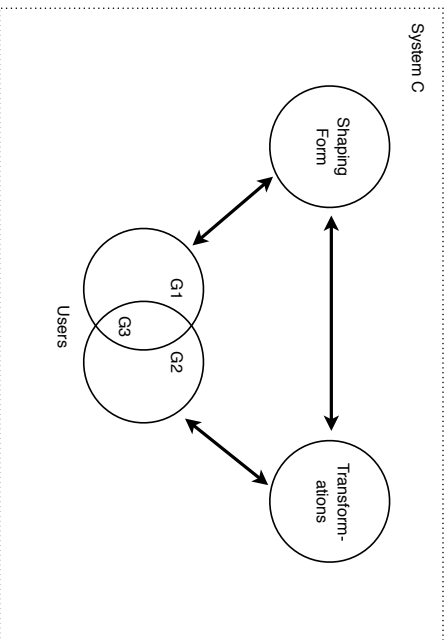 System C
Shaping
Form
Transform-
ations
G1
G2
G3
Users